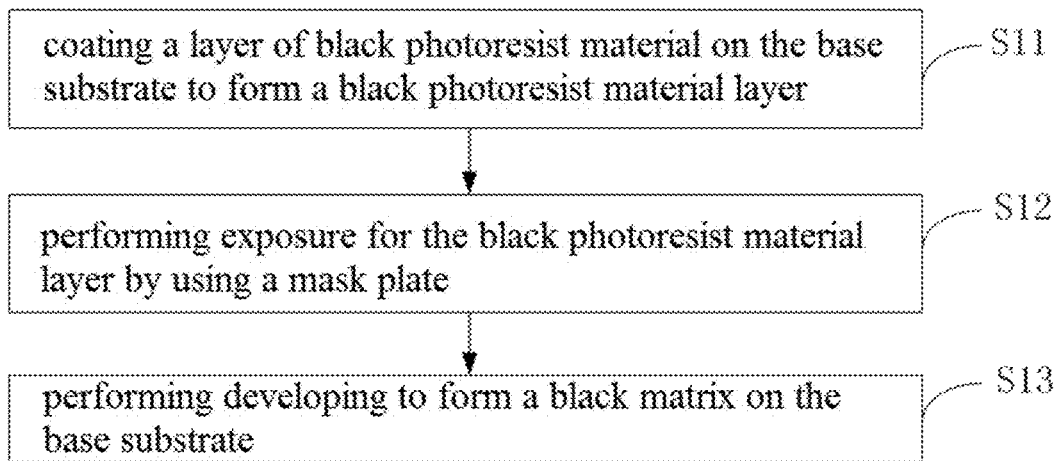 coating a layer of black photoresist material on the base
substrate to form a black photoresist material layer
S11
performing exposure for the black photoresist material
layer by using a mask plate
S12
performing developing to form a black matrix on the
base substrate
S13